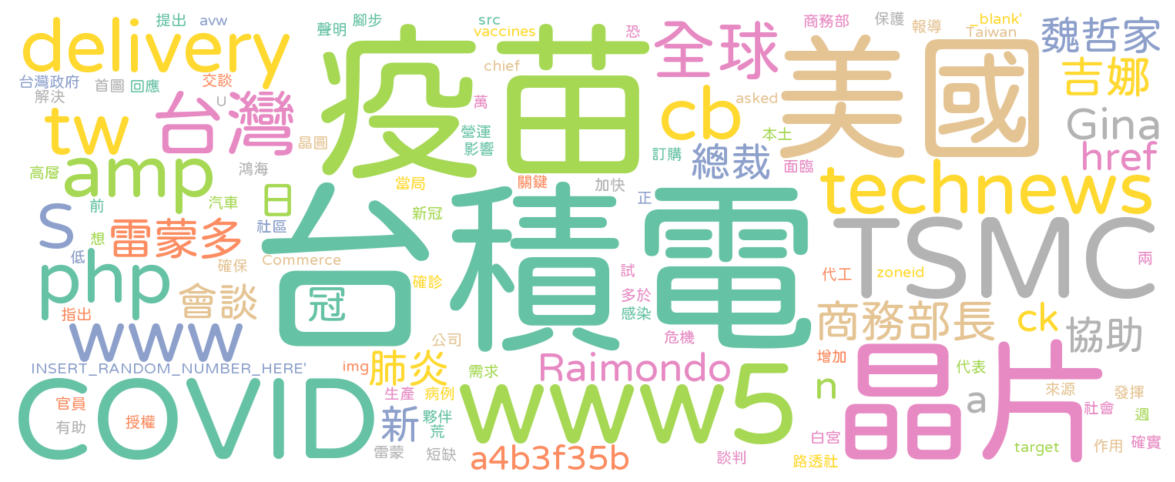 delivery
聲明
提出
avw
腳步
src
vaccines
chief
恐
全球
商務部
保護
報導
_blank'
Taiwan
魏哲家
疫苗
美國
吉娜
台灣政府
解決
首圖
回應
交談
U
萬
cb
asked
本土
Gina
tw
台灣
晶圓
營運
影響
訂購
總裁
面臨
href
高層
amp
鴻海
當局
關鍵
加快
正
technews
S
前
想
低
雷蒙多
汽車
日
社區
新冠
台積電
TSMC
兩
php
確保
Commerce
確診
試
多於
感染
代工
zoneid
指出
會談
冠
危機
商務部長
ck
協助
www
公司
INSERT_RANDOM_NUMBER_HERE'
img
肺炎
需求
Raimondo
增加
代表
COVID
官員
有助
授權
新
生產
病例
夥伴
荒
www5
n
晶片
a
來源
發揮
社會
週
雷蒙
短缺
a4b3f35b
談判
白宮
路透社
target
作用
確實